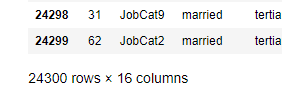 24298 31 JobCat9 married tertia
24299 62 JobCat2 married tertia
24300 rows × 16 columns